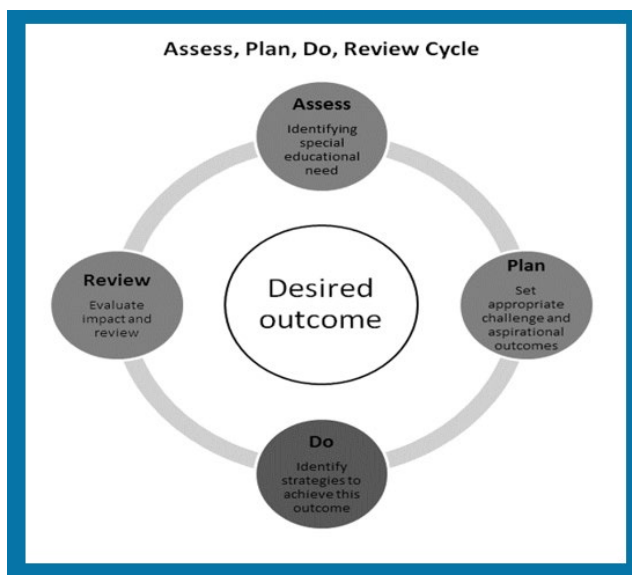 Assess, Plan, Do, Review Cycle
Assess
Identifying
special
educational
need
Plan
Set
appropriate
challenge and
aspirational
outcomes
Do
Identify
strategies to
achieve this
outcome
Review
Evaluate
impact and
review
Desired
outcome